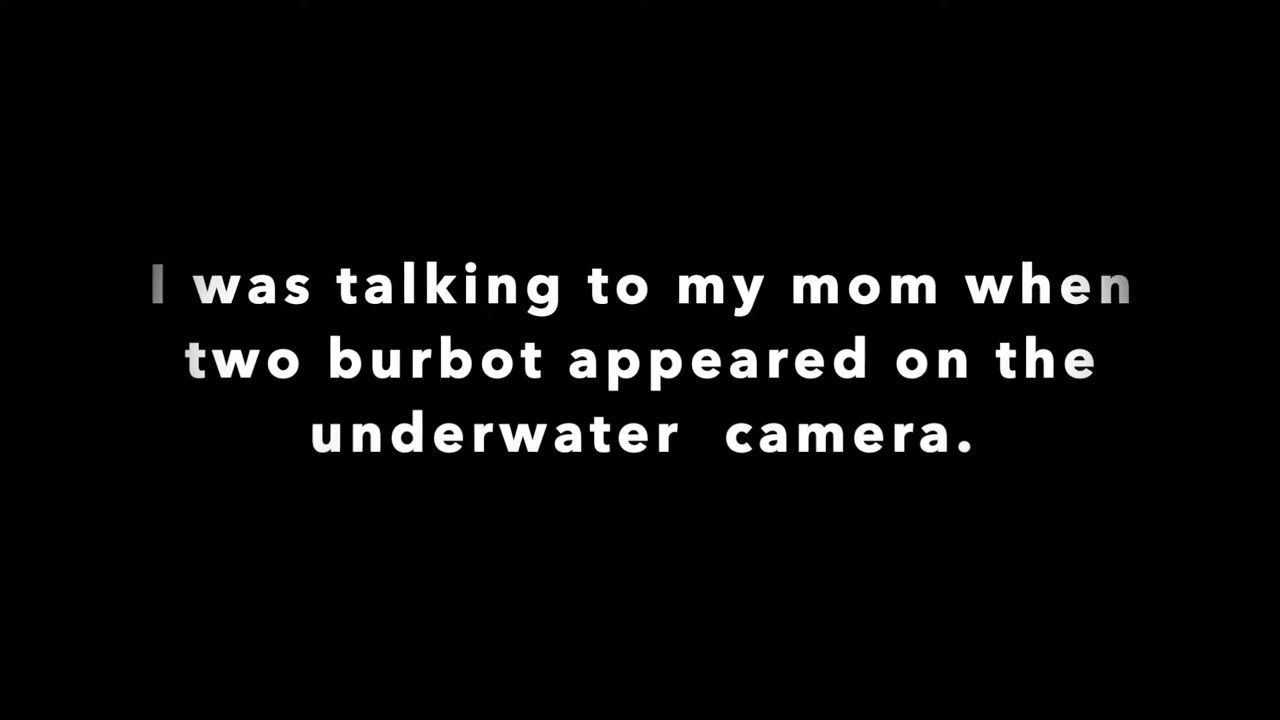 I was talking to my mom when
two burbot appeared on the
underwater  camera.